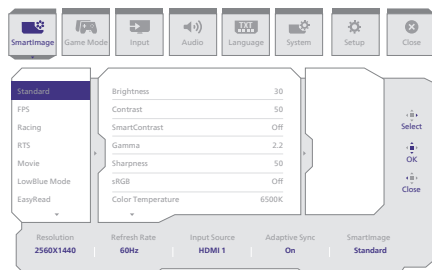 SmartImage
Game Mode
Input
Audio
TXT
Language
System
Setup
Close
Standard
FPS
Racing
RTS
Movie
LowBlue Mode
EasyRead
Brightness 30
Contrast 50
SmartContrast Off
Gamma 2.2
Sharpness 50
sRGB Off
Color Temperature 6500K
Select
OK
Close
Resolution Refresh Rate Input Source Adaptive Sync SmartImage
2560X1440 60Hz HDMI 1 On Standard